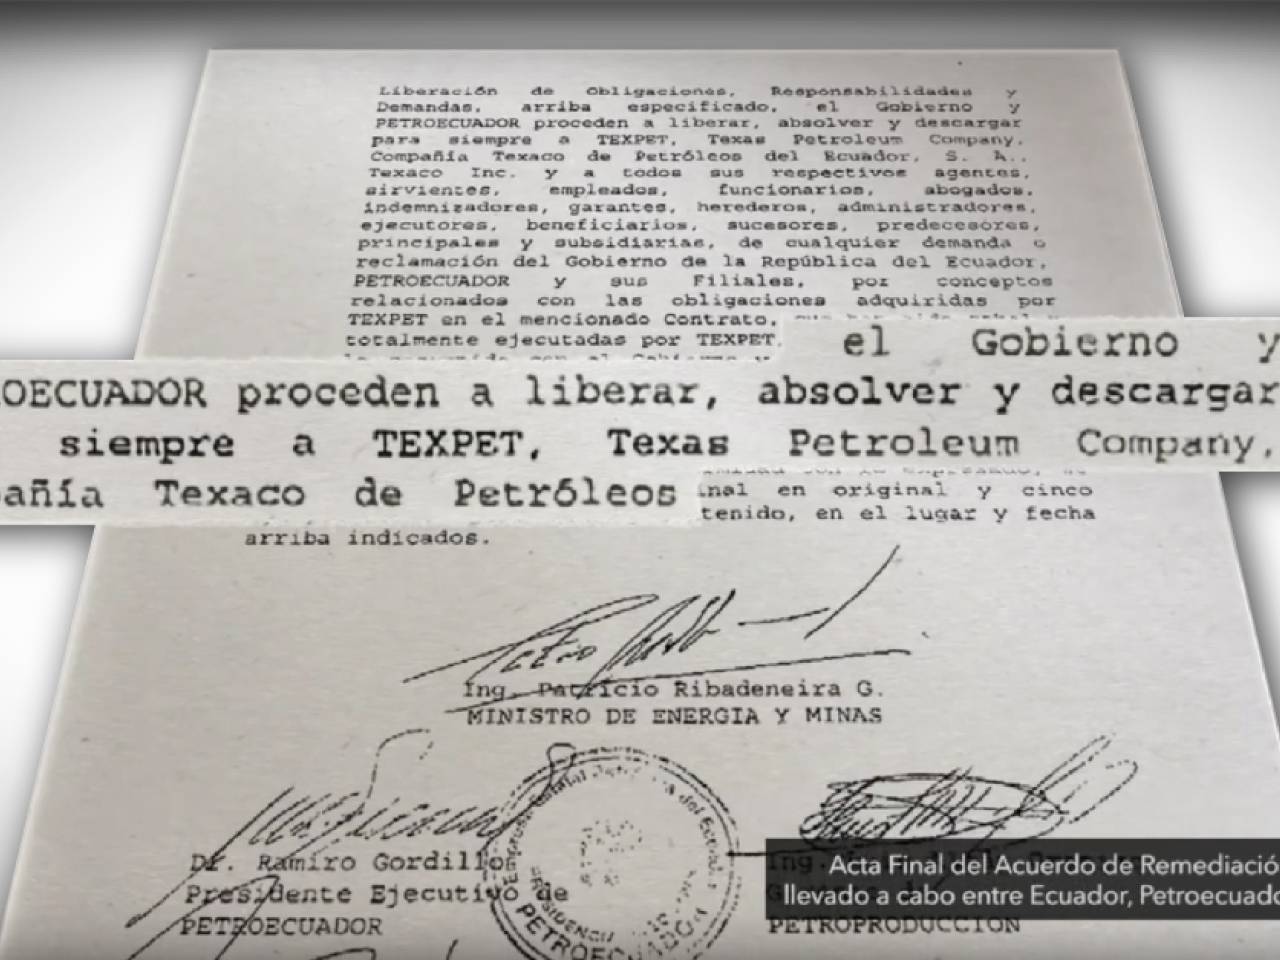 Liberación de Obligaciones, Responsabilidades y
Demandas, arriba especificado, el Gobierno y
PETROECUADOR proceden a liberar, absolver y descargar
para siempre a TEXPET, Texas Petroleum Company,
Compañía Texaco de Petróleos del Ecuador, S. A.,
Texaco Inc. y a todos sus respectivos agentes,
sirvientes, empleados, funcionarios, abogados,
indemnizadores, garantes, herederos, administradores,
ejecutores, beneficiarios, sucesores, predecesores,
principales y subsidiarias, de cualquier demanda o
reclamación del Gobierno de la República del Ecuador,
PETROECUADOR y sus Filiales, por conceptos
relacionados con las obligaciones adquiridas por
TEXPET en el mencionado Contrato,
totalmente ejecutadas por TEXPET,
el Gobierno y
OECUADOR proceden a liberar, absolver y descargar
siempre a TEXPET, Texas Petroleum Company,
añía Texaco de Petróleos
inal en original y cinco
tenido, en el lugar y fecha
arriba indicados.
Ing. Patricio Ribadeneira G.
MINISTRO DE ENERGIA Y MINAS
Dr. Ramiro Gordillo
Presidente Ejecutivo de
PETROECUADOR
PRESIDENCIA
PETROECUADOR
Ing.
PETROPRODUCCION
Acta Final del Acuerdo de Remediació
llevado a cabo entre Ecuador, Petroecuado